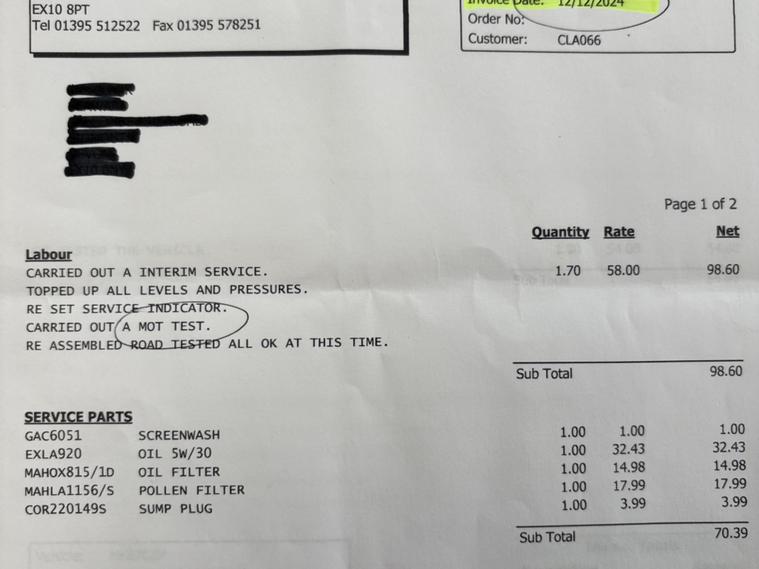 EX10 8PT
Tel 01395 512522 Fax 01395 578251
Invoice Date: 12/12/2024
Order No:
Customer: CLA066
Page 1 of 2
Quantity Rate Net
Labour
CARRIED OUT A INTERIM SERVICE. 1.70 58.00 98.60
TOPPED UP ALL LEVELS AND PRESSURES.
RE SET SERVICE INDICATOR.
CARRIED OUT A MOT TEST.
RE ASSEMBLED ROAD TESTED ALL OK AT THIS TIME.
Sub Total 98.60
SERVICE PARTS
GAC6051 SCREENWASH 1.00 1.00 1.00
EXLA920 OIL 5W/30 1.00 32.43 32.43
MAHOX815/1D OIL FILTER 1.00 14.98 14.98
MAHLA1156/S POLLEN FILTER 1.00 17.99 17.99
COR220149S SUMP PLUG 1.00 3.99 3.99
Sub Total 70.39